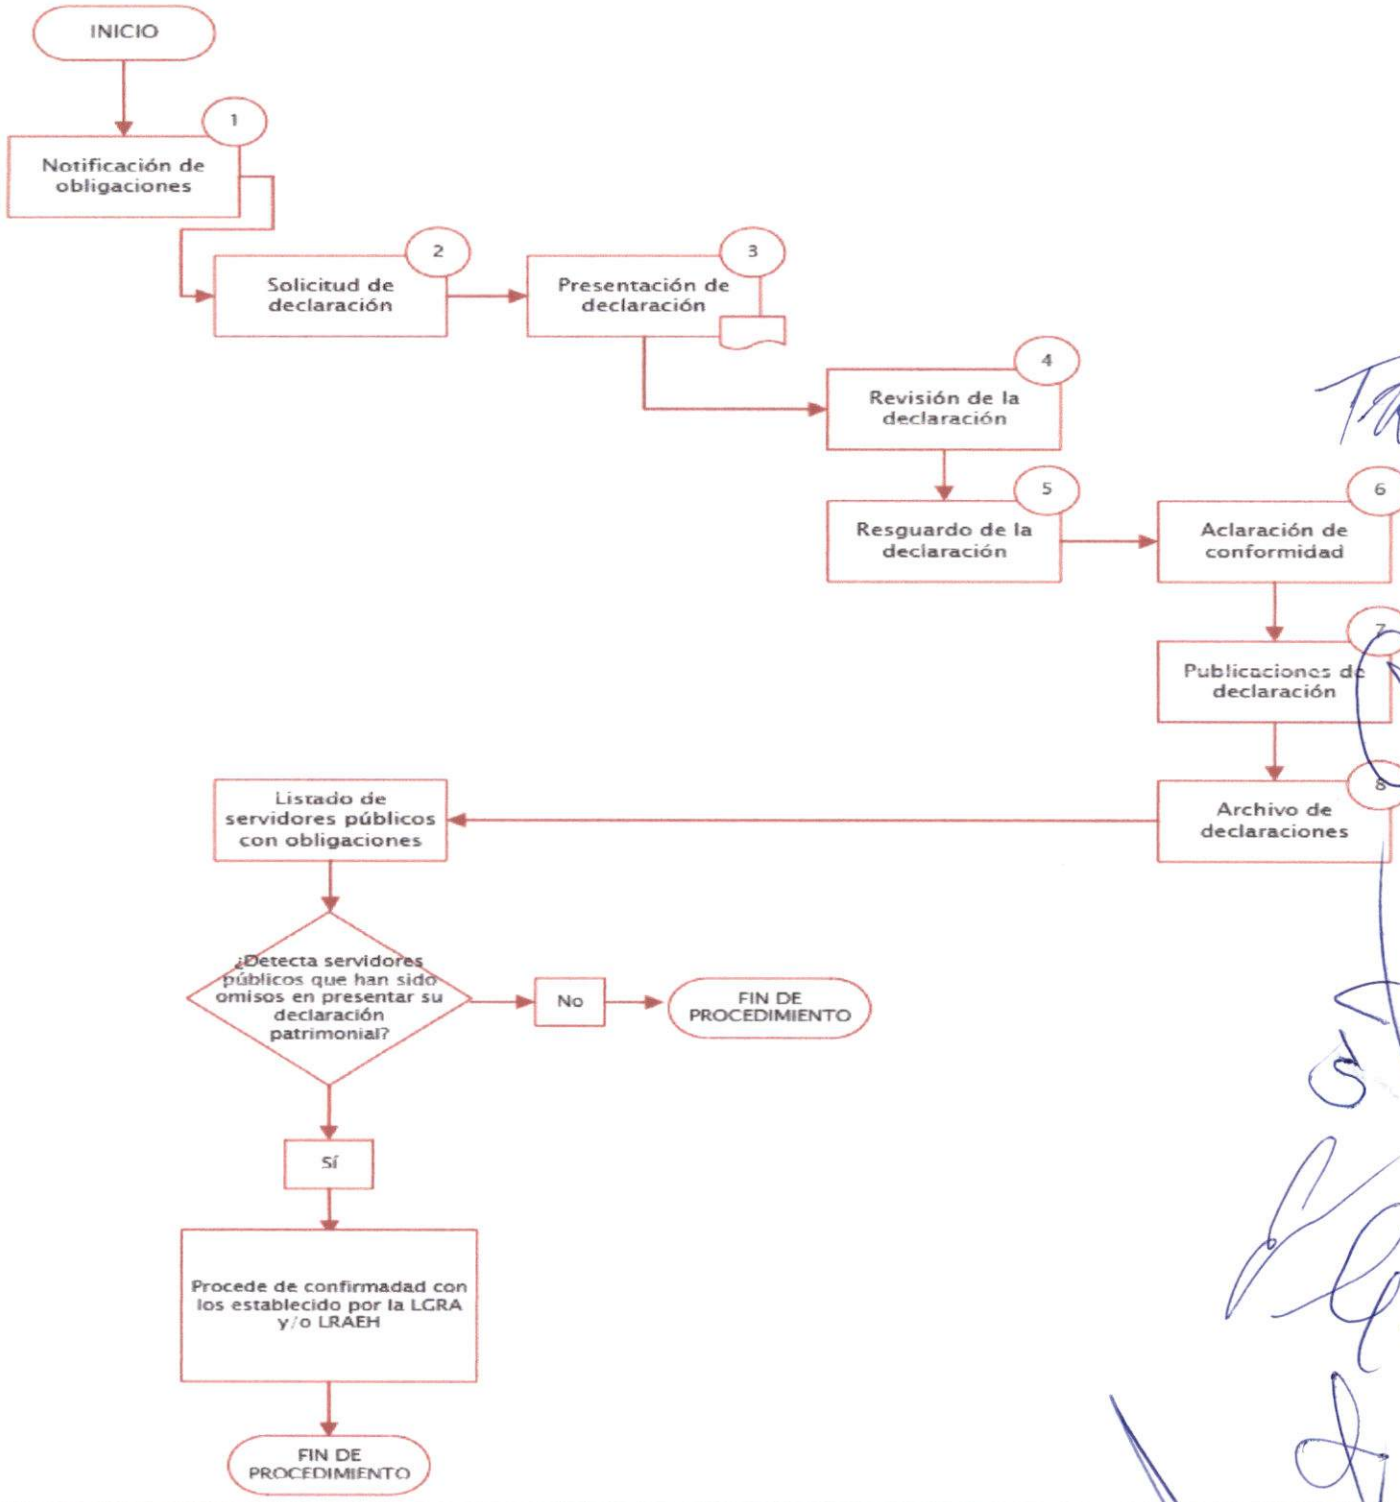 INICIO
1
Notificación de
obligaciones
2
Solicitud de
declaración
3
Presentación de
declaración
4
Revisión de la
declaración
5
Resguardo de la
declaración
6
Aclaración de
conformidad
7
Publicaciones de
declaración
8
Archivo de
declaraciones
Listado de
servidores públicos
con obligaciones
¿Detecta servidores
públicos que han sido
omisos en presentar su
declaración
patrimonial?
No
FIN DE
PROCEDIMIENTO
Sí
Procede de confirmadad con
los establecido por la LGRA
y/o LRAEH
FIN DE
PROCEDIMIENTO